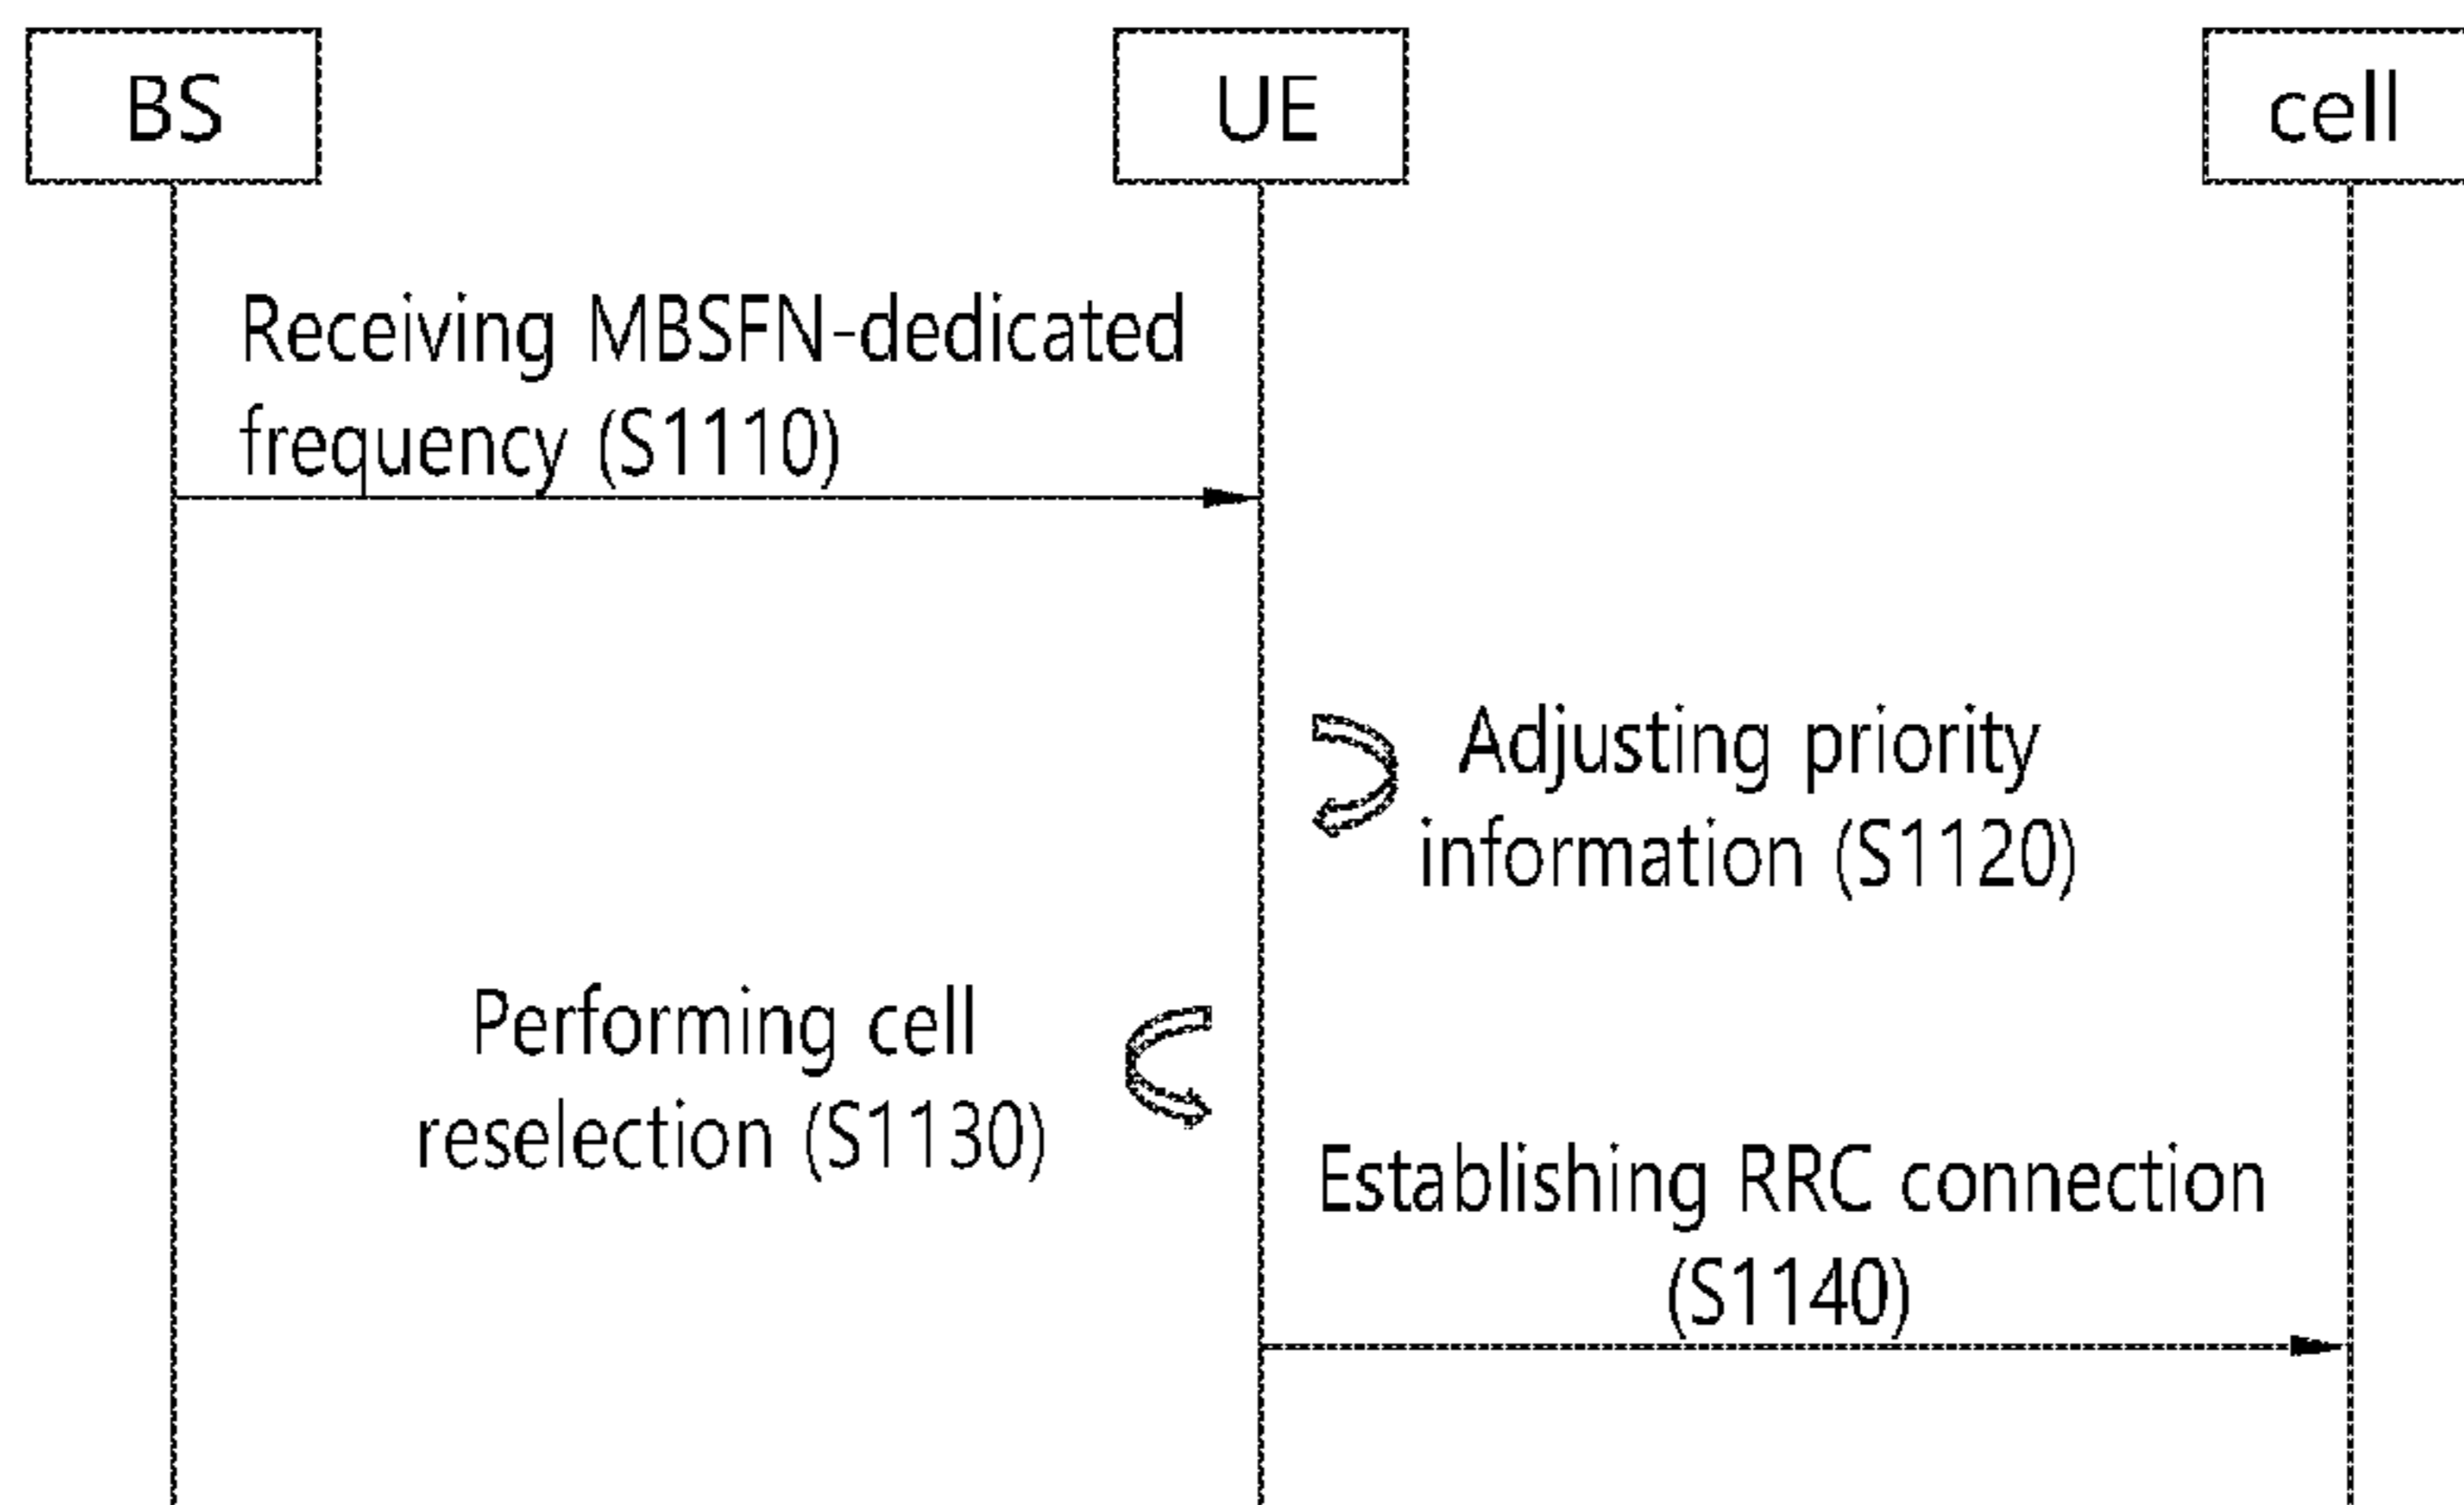 BS
UE
cell
Receiving MBSFN-dedicated
frequency (S1110)
Adjusting priority
information (S1120)
Performing cell
reselection (S1130)
Establishing RRC connection
(S1140)